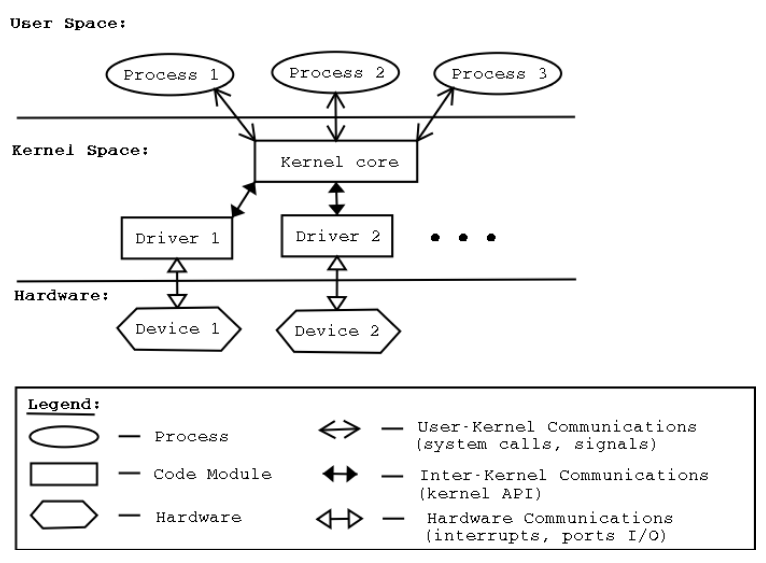 User Space:
Process 1
Process 2
Process 3
Kernel Space:
Kernel core
Driver 1
Driver 2
Hardware:
Device 1
Device 2
Legend:
— Process
— User-Kernel Communications
(system calls, signals)
— Code Module
— Inter-Kernel Communications
(kernel API)
— Hardware
— Hardware Communications
(interrupts, ports I/O)